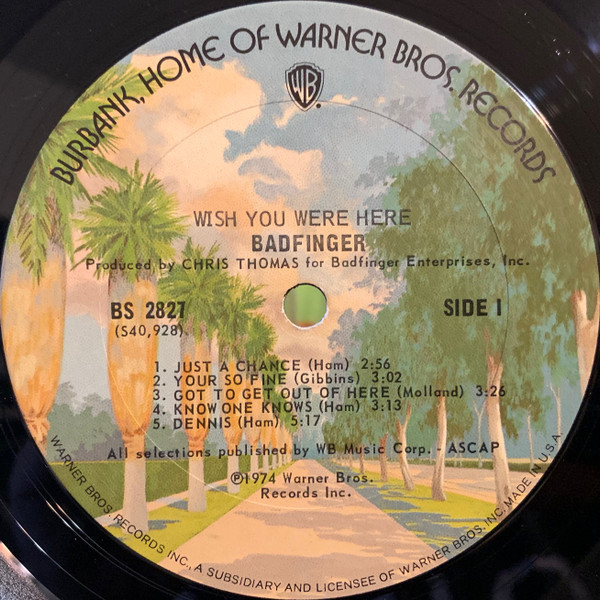 BURBANK, HOME OF WARNER BROS. RECORDS
WB
WISH YOU WERE HERE
BADFINGER
Produced by CHRIS THOMAS for Badfinger Enterprises, Inc.
BS 2827
(S40,928)
SIDE 1
1. JUST A CHANCE (Ham) 2:56
2. YOUR SO FINE (Gibbins) 3:02
3. GOT TO GET OUT OF HERE (Molland) 3:26
4. KNOW ONE KNOWS (Ham) 3:13
5. DENNIS (Ham) 5:17
All selections published by WB Music Corp. - ASCAP
℗1974 Warner Bros.
Records Inc.
WARNER BROS. RECORDS INC., A SUBSIDIARY AND LICENSEE OF WARNER BROS. INC. MADE IN U.S.A.